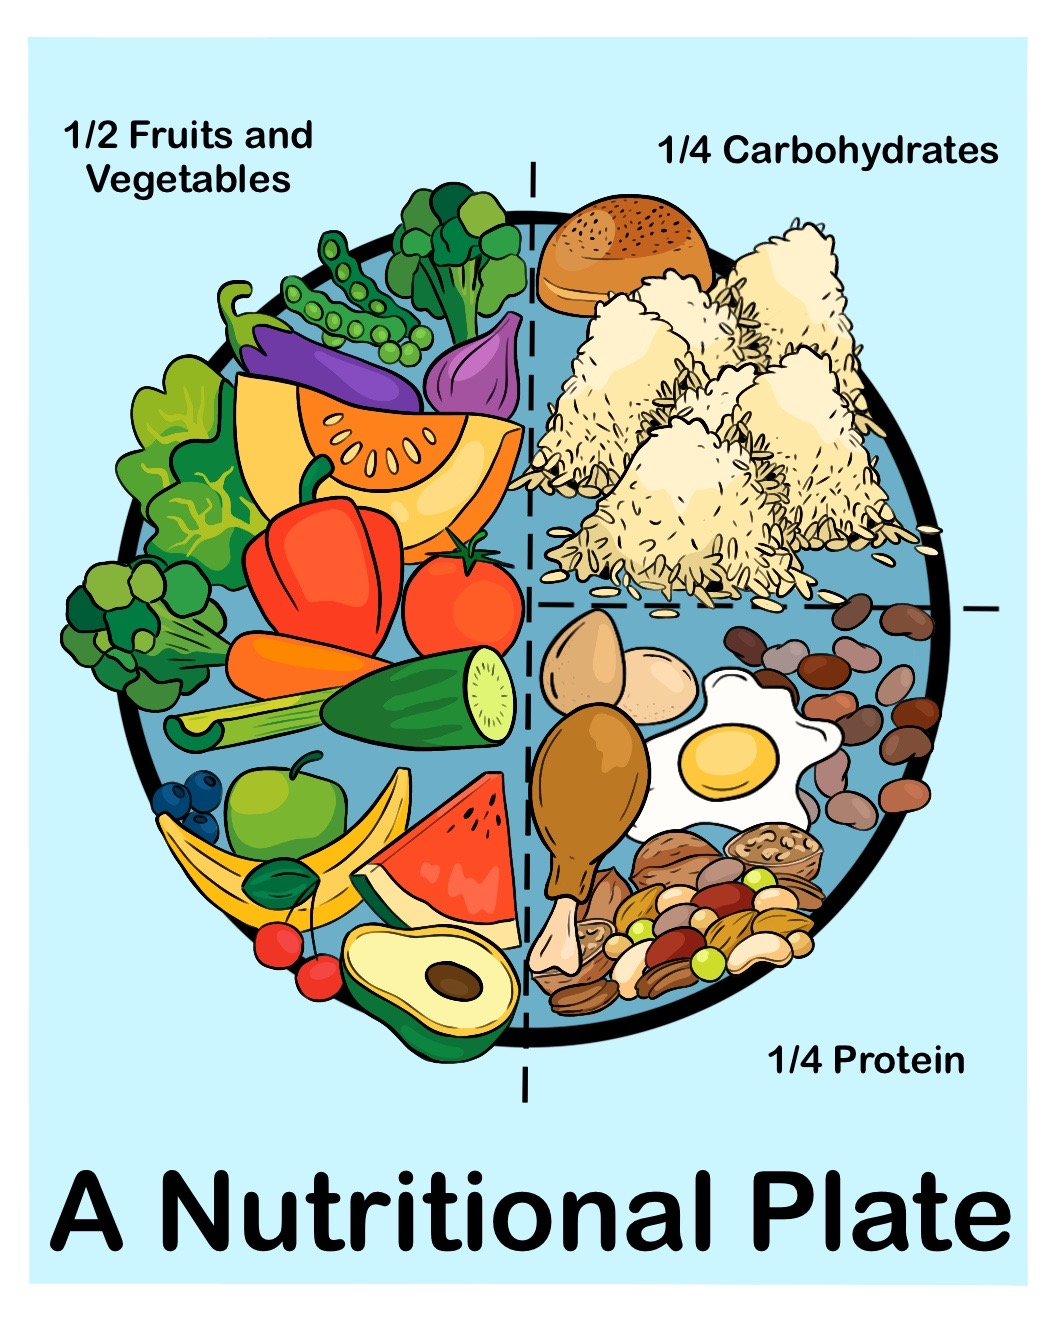 1/2 Fruits and
Vegetables
1/4 Carbohydrates
1/4 Protein
A Nutritional Plate